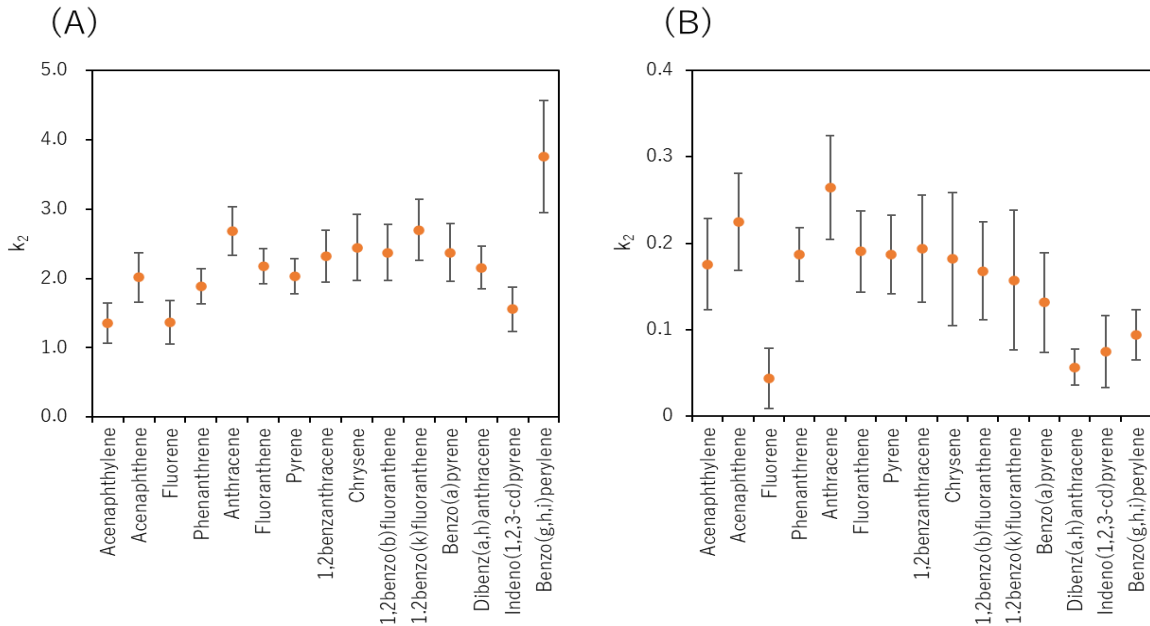 (A)
5.0
4.0
3.0
2.0
1.0
0.0
k2
Acenaphthylene
Acenaphthene
Fluorene
Phenanthrene
Anthracene
Fluoranthene
Pyrene
1,2benzanthracene
Chrysene
1,2benzo(b)fluoranthene
1.2benzo(k)fluoranthene
Benzo(a)pyrene
Dibenz(a,h)anthracene
Indeno(1,2,3-cd)pyrene
Benzo(g,h,i)perylene
(B)
0.4
0.3
0.2
0.1
0
k2
Acenaphthylene
Acenaphthene
Fluorene
Phenanthrene
Anthracene
Fluoranthene
Pyrene
1,2benzanthracene
Chrysene
1,2benzo(b)fluoranthene
1.2benzo(k)fluoranthene
Benzo(a)pyrene
Dibenz(a,h)anthracene
Indeno(1,2,3-cd)pyrene
Benzo(g,h,i)perylene